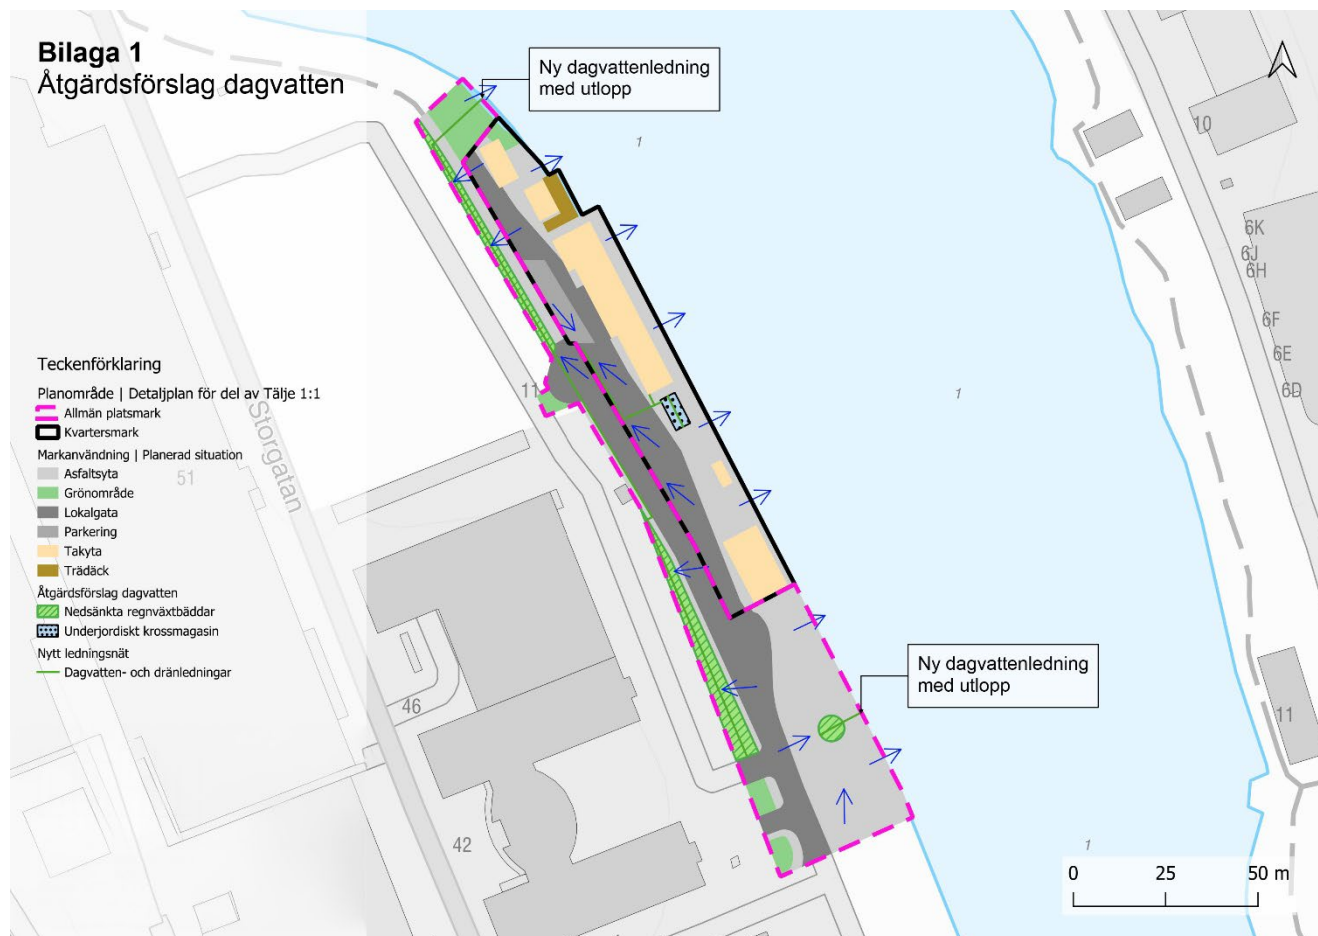 Bilaga 1
Åtgärdsförslag dagvatten
Ny dagvattenledning
med utlopp
1
10
6K
6J
6H
6F
6E
6D
1
11
Teckenförklaring
Planområde | Detaljplan för del av Tälje 1:1
Allmän platsmark
Kvartersmark
Markanvändning | Planerad situation
Asfaltsyta
Grönområde
Lokalgata
Parkering
Takyta
Trädäck
Åtgärdsförslag dagvatten
Nedsänkta regnväxtbäddar
Underjordiskt krossmagasin
Nytt ledningsnät
Dagvatten- och dränledningar
Storgatan
51
46
42
Ny dagvattenledning
med utlopp
11
1
0 25 50 m